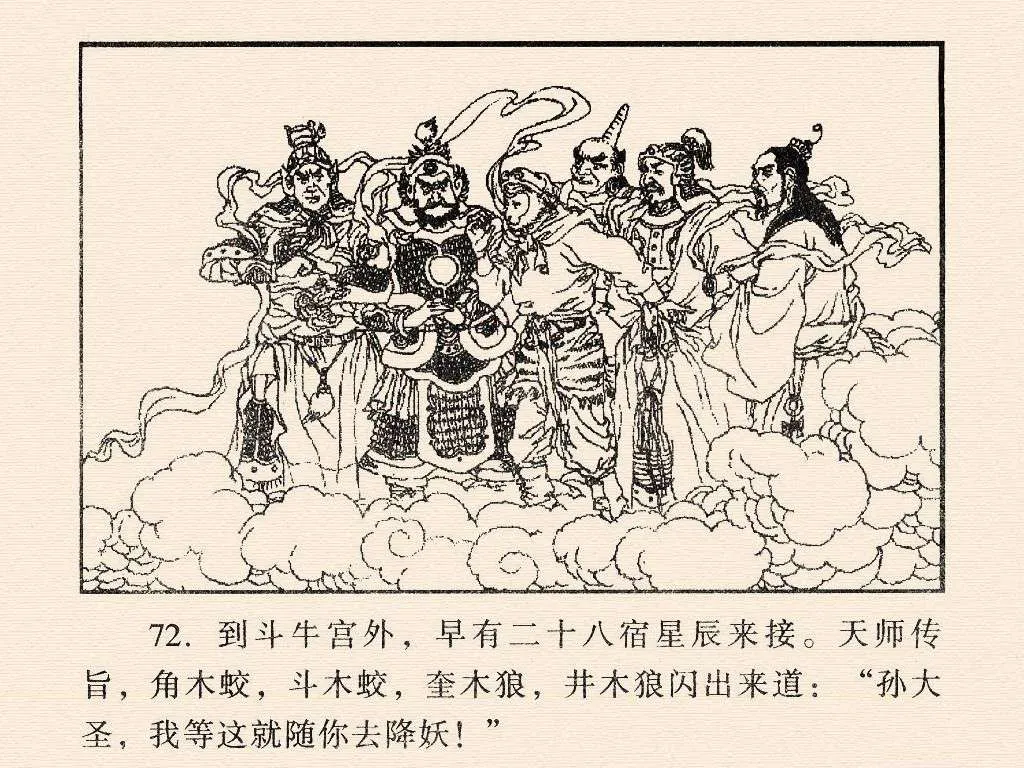 72. 到斗牛宫外，早有二十八宿星辰来接。天师传
旨，角木蛟，斗木蛟，奎木狼，井木狼闪出来道：“孙大
圣，我等这就随你去降妖！”